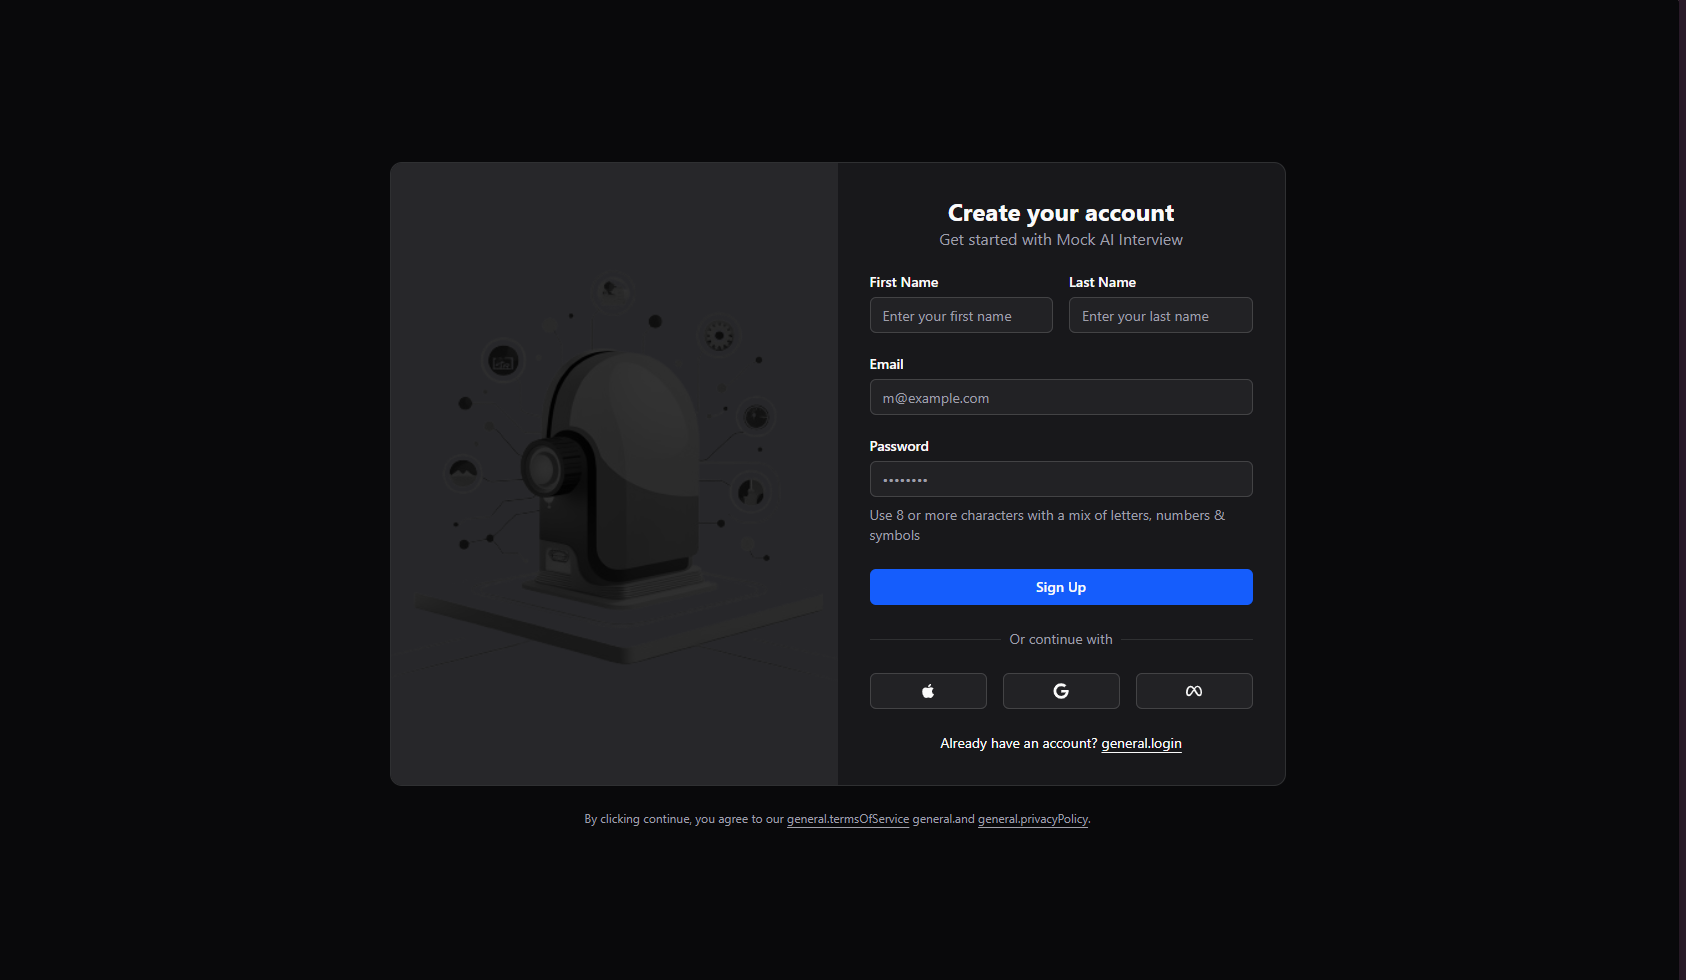 Create your account
Get started with Mock AI Interview
First Name
Last Name
Enter your first name
Enter your last name
Email
m@example.com
Password
••••••••
Use 8 or more characters with a mix of letters, numbers &
symbols
Sign Up
Or continue with
Already have an account? general.login
By clicking continue, you agree to our general.termsOfService general.and general.privacyPolicy.